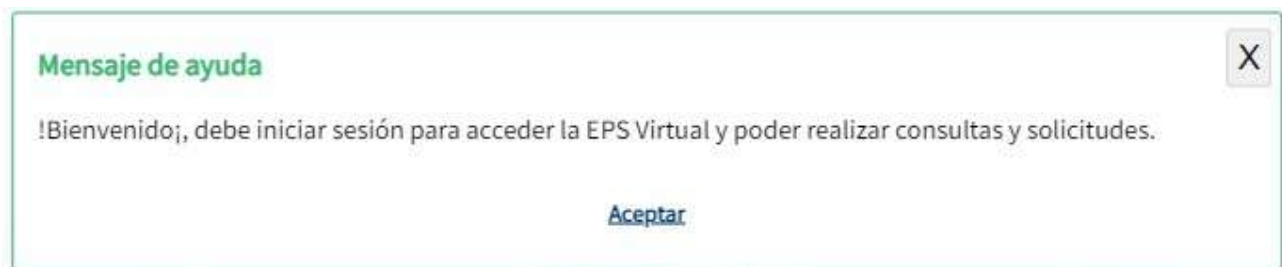 Mensaje de ayuda
X
!Bienvenido¡, debe iniciar sesión para acceder la EPS Virtual y poder realizar consultas y solicitudes.
Aceptar